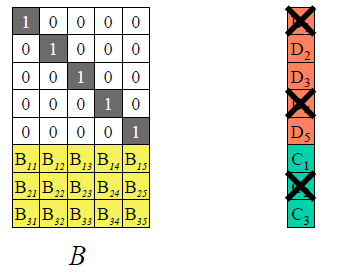 1 0 0 0 0
0 1 0 0 0 D₂
0 0 1 0 0 D₃
0 0 0 1 0
0 0 0 0 1 D₅
B₁₁ B₁₂ B₁₃ B₁₄ B₁₅ C₁
B₂₁ B₂₂ B₂₃ B₂₄ B₂₅
B₃₁ B₃₂ B₃₃ B₃₄ B₃₅ C₃
B